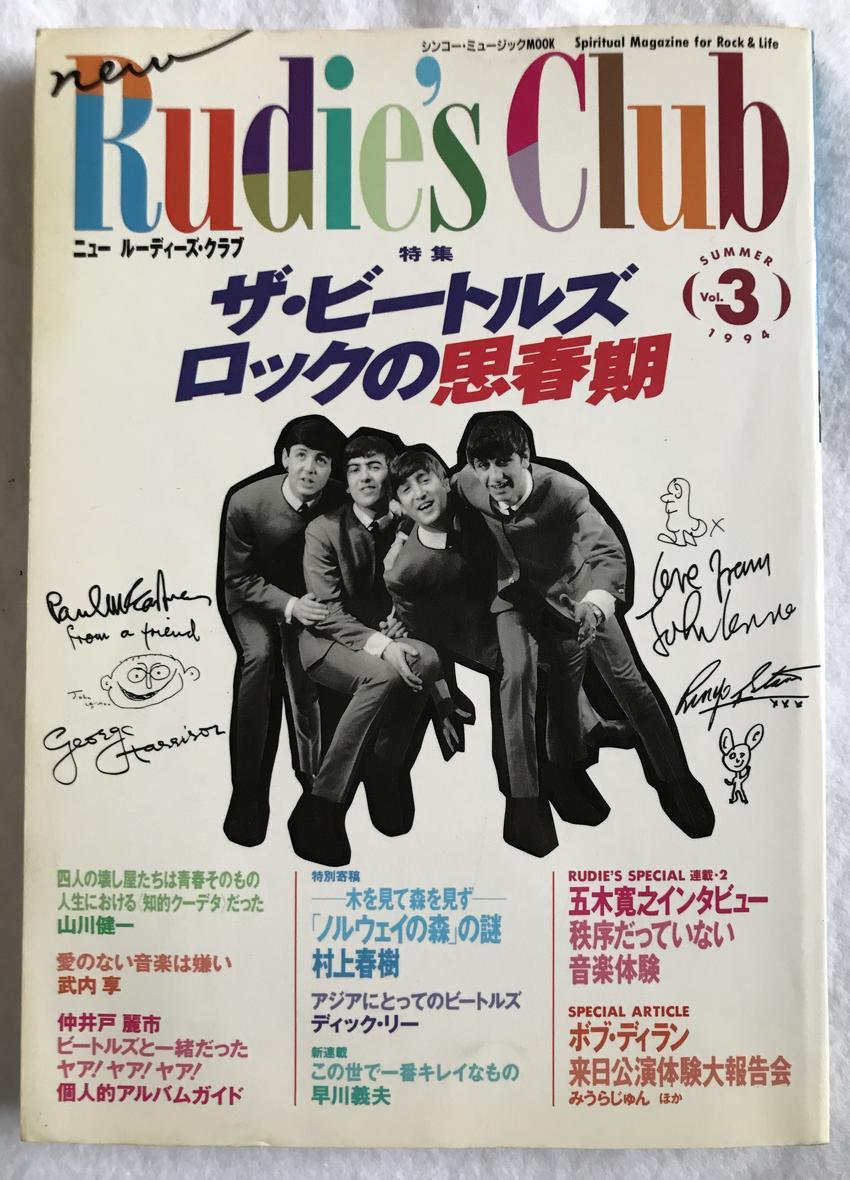 シンコー・ミュージックMOOK Spiritual Magazine for Rock & Life
new
Rudie's Club
ニュー ルーディーズ・クラブ
特集
SUMMER
Vol.3
1994
ザ・ビートルズ
ロックの思春期
Paul McCartney
from a friend
George Harrison
love from
John Lennon
Ringo Starr
xxx
四人の壊し屋たちは青春そのもの
人生における〈知的クーデタ〉だった
山川健一
愛のない音楽は嫌い
武内 享
仲井戸 麗市
ビートルズと一緒だった
ヤァ!ヤァ!ヤァ!
個人的アルバムガイド
特別寄稿
──木を見て森を見ず──
「ノルウェイの森」の謎
村上春樹
アジアにとってのビートルズ
ディック・リー
新連載
この世で一番キレイなもの
早川義夫
RUDIE'S SPECIAL 連載・2
五木寛之インタビュー
秩序だっていない
音楽体験
SPECIAL ARTICLE
ボブ・ディラン
来日公演体験大報告会
みうらじゅん ほか